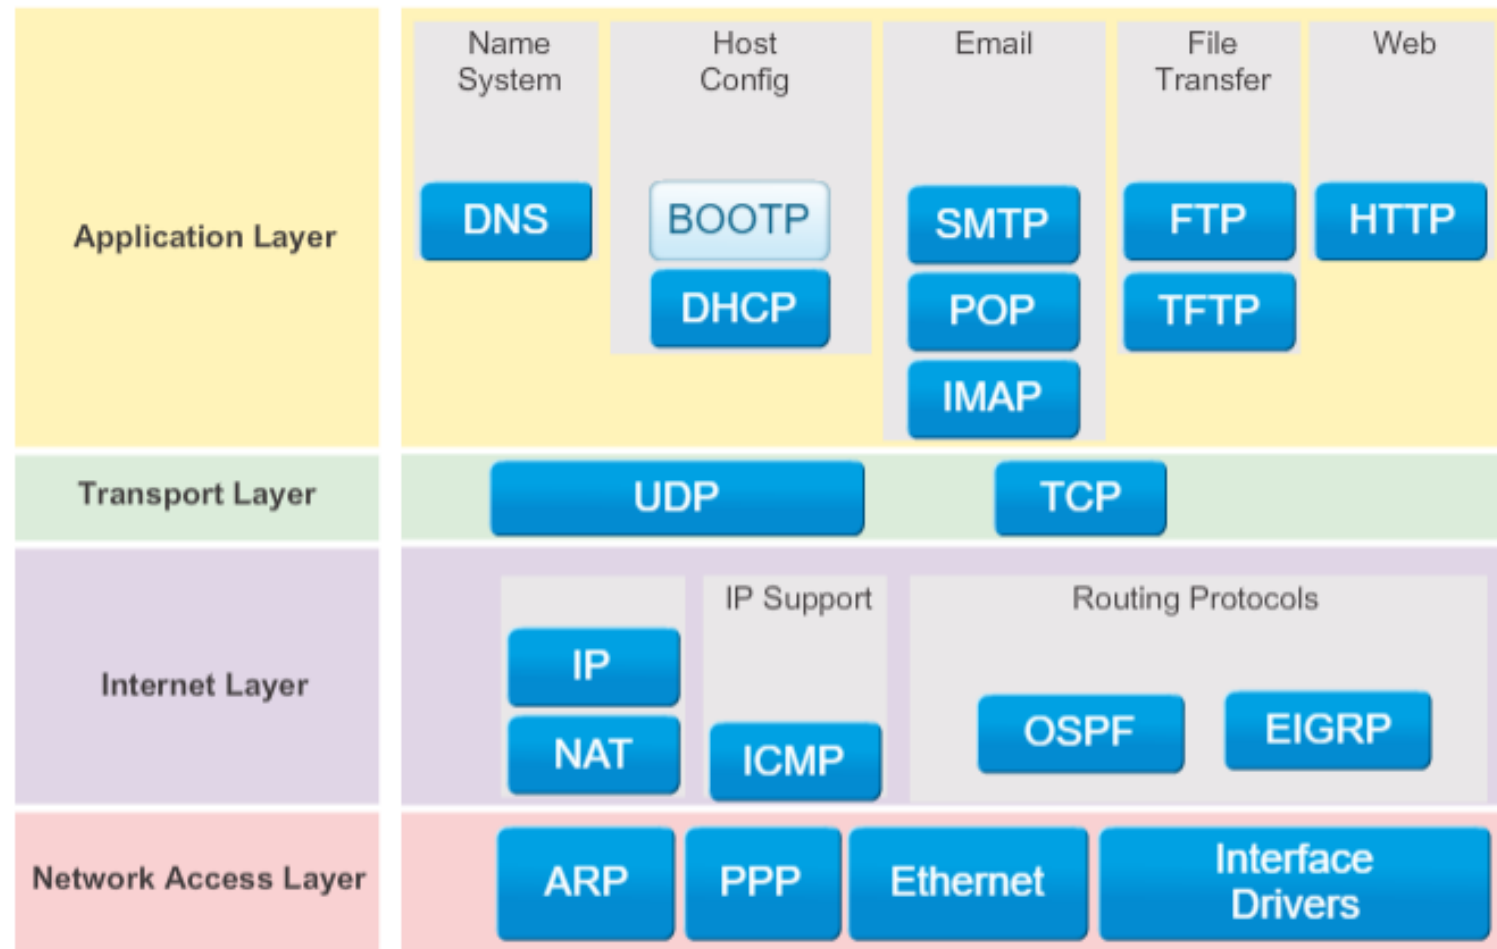 Application Layer
Name
System
DNS
Host
Config
BOOTP
DHCP
Email
SMTP
POP
IMAP
File
Transfer
FTP
TFTP
Web
HTTP
Transport Layer
UDP
TCP
Internet Layer
IP
NAT
IP Support
ICMP
Routing Protocols
OSPF
EIGRP
Network Access Layer
ARP
PPP
Ethernet
Interface
Drivers